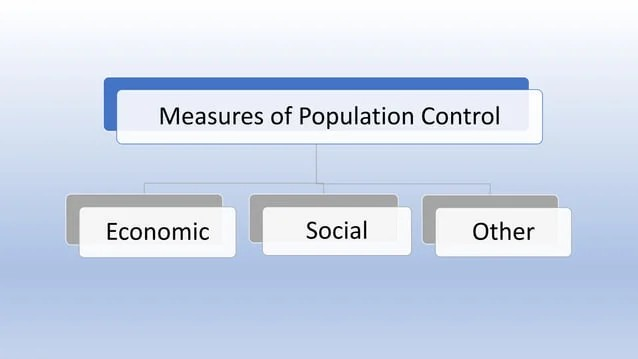 Measures of Population Control
Economic
Social
Other